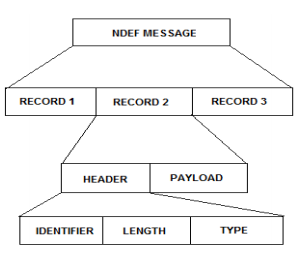 NDEF MESSAGE
RECORD 1 RECORD 2 RECORD 3
HEADER PAYLOAD
IDENTIFIER LENGTH TYPE